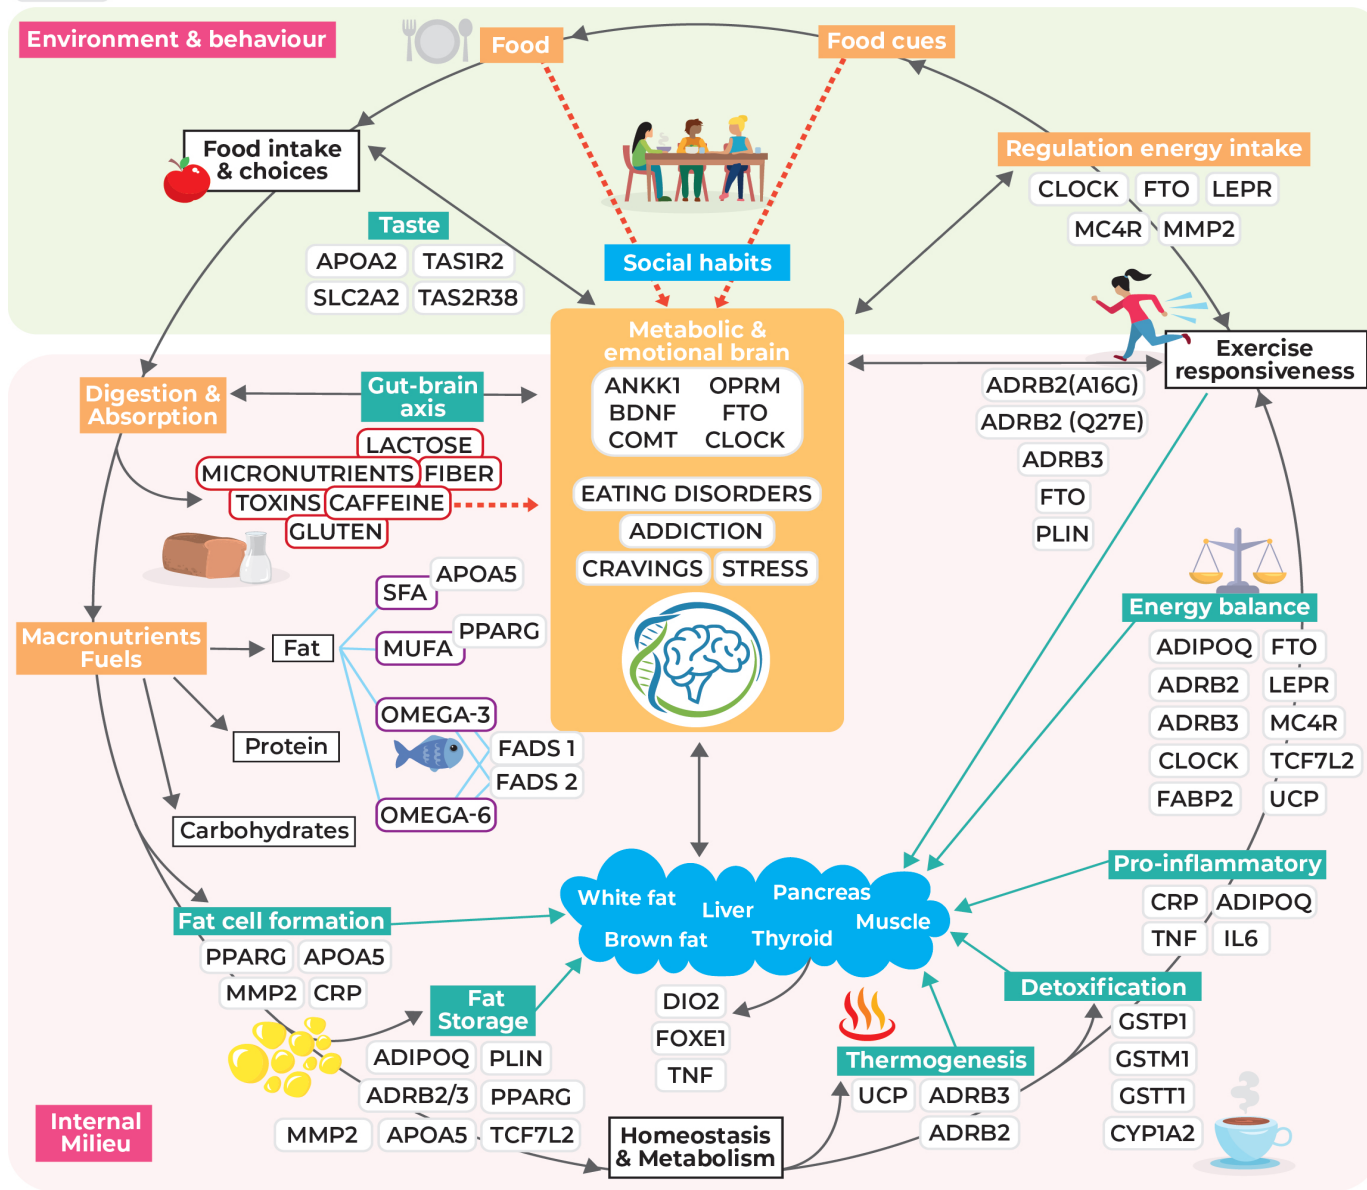 Environment & behaviour
Food
Food cues
Food intake
& choices
Regulation energy intake
CLOCK FTO LEPR
MC4R MMP2
Taste
APOA2 TAS1R2
SLC2A2 TAS2R38
Social habits
Metabolic &
emotional brain
ANKK1 OPRM
BDNF FTO
COMT CLOCK
EATING DISORDERS
ADDICTION
CRAVINGS STRESS
Exercise
responsiveness
ADRB2(A16G)
ADRB2 (Q27E)
ADRB3
FTO
PLIN
Digestion &
Absorption
Gut-brain
axis
LACTOSE
MICRONUTRIENTS FIBER
TOXINS CAFFEINE
GLUTEN
Macronutrients
Fuels
Fat
SFA APOA5
MUFA PPARG
OMEGA-3
FADS 1
FADS 2
OMEGA-6
Protein
Carbohydrates
Energy balance
ADIPOQ FTO
ADRB2 LEPR
ADRB3 MC4R
CLOCK TCF7L2
FABP2 UCP
White fat
Liver
Pancreas
Muscle
Brown fat
Thyroid
Pro-inflammatory
CRP ADIPOQ
TNF IL6
Fat cell formation
PPARG APOA5
MMP2 CRP
Fat
Storage
ADIPOQ PLIN
ADRB2/3 PPARG
MMP2 APOA5 TCF7L2
DIO2
FOXE1
TNF
Detoxification
GSTP1
GSTM1
GSTT1
CYP1A2
Thermogenesis
UCP ADRB3
ADRB2
Homeostasis
& Metabolism
Internal
Milieu